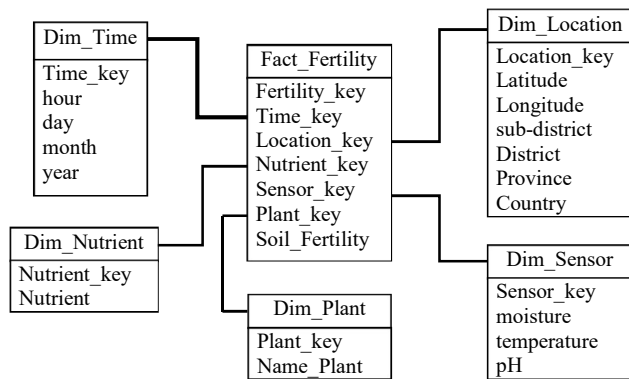 Dim_Time
Time_key
hour
day
month
year
Fact_Fertility
Fertility_key
Time_key
Location_key
Nutrient_key
Sensor_key
Plant_key
Soil_Fertility
Dim_Location
Location_key
Latitude
Longitude
sub-district
District
Province
Country
Dim_Nutrient
Nutrient_key
Nutrient
Dim_Plant
Plant_key
Name_Plant
Dim_Sensor
Sensor_key
moisture
temperature
pH